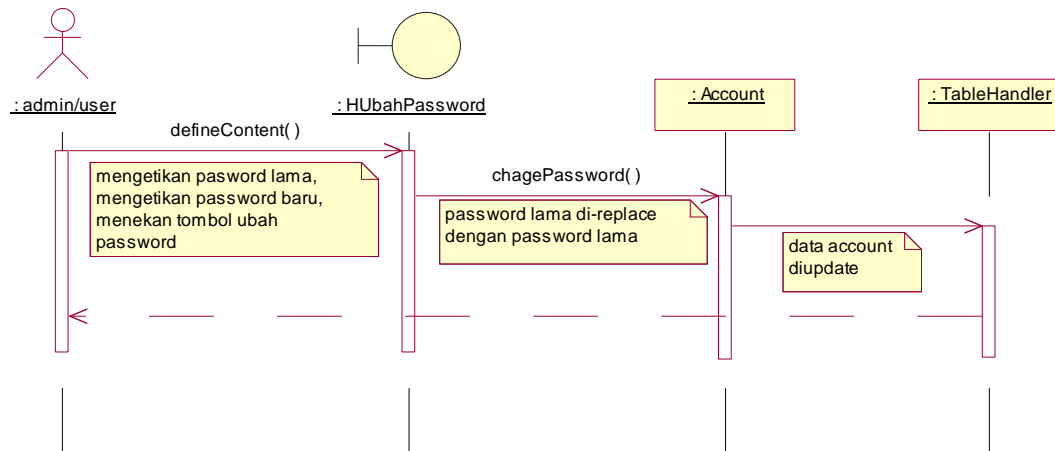 : admin/user
: HUbahPassword
: Account
: TableHandler
defineContent( )
mengetikan pasword lama,
mengetikan password baru,
menekan tombol ubah
password
chagePassword( )
password lama di-replace
dengan password lama
data account
diupdate